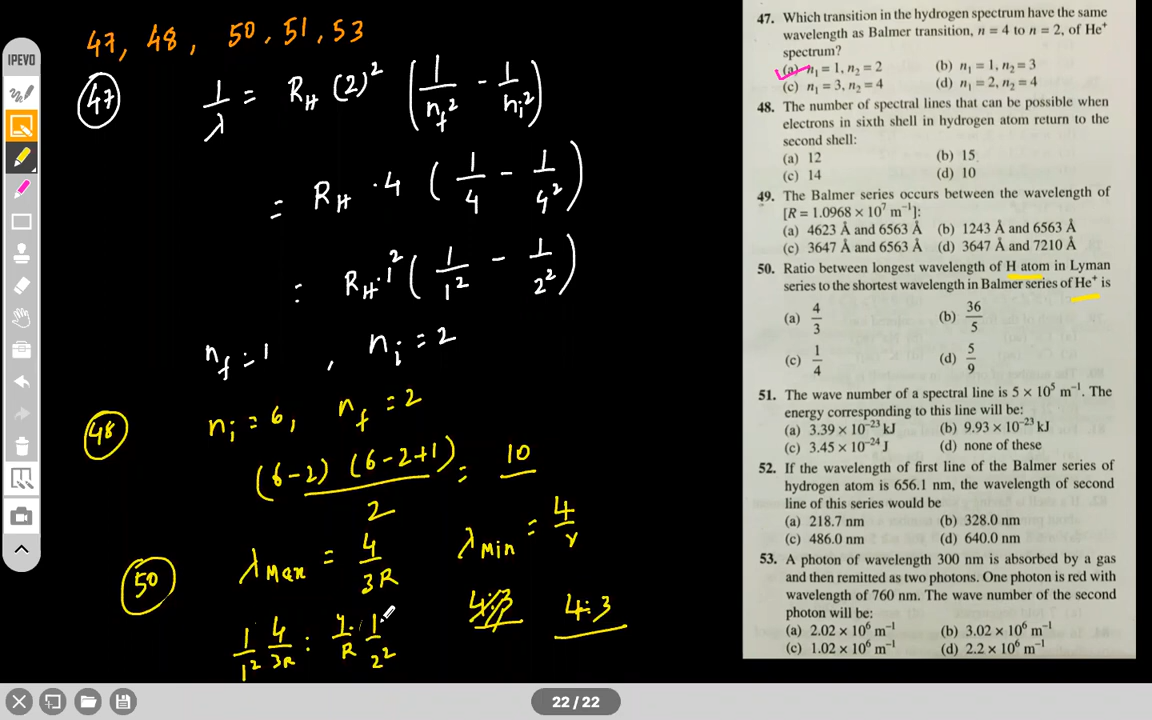 47, 48, 50, 51, 53
IPEVO
47
1/λ = R_H (2)² (1/n_f² - 1/n_i²)
= R_H · 4 (1/4 - 1/4²)
= R_H · 1² (1/1² - 1/2²)
n_f = 1, n_i = 2
48
n_i = 6, n_f = 2
(6-2) (6-2+1) / 2 = 10
50
λ Max = 4/3R
λ Min = 4/r
4:3 4:3
1/1² 4/3R : 4/R · 1/2²
22 / 22
47. Which transition in the hydrogen spectrum have the same
wavelength as Balmer transition, n = 4 to n = 2, of He⁺
spectrum?
(a) n₁ = 1, n₂ = 2 (b) n₁ = 1, n₂ = 3
(c) n₁ = 3, n₂ = 4 (d) n₁ = 2, n₂ = 4
48. The number of spectral lines that can be possible when
electrons in sixth shell in hydrogen atom return to the
second shell:
(a) 12 (b) 15
(c) 14 (d) 10
49. The Balmer series occurs between the wavelength of
[R = 1.0968 × 10⁷ m⁻¹]:
(a) 4623 Å and 6563 Å (b) 1243 Å and 6563 Å
(c) 3647 Å and 6563 Å (d) 3647 Å and 7210 Å
50. Ratio between longest wavelength of H atom in Lyman
series to the shortest wavelength in Balmer series of He⁺ is
(a) 4/3 (b) 36/5
(c) 1/4 (d) 5/9
51. The wave number of a spectral line is 5 × 10⁵ m⁻¹. The
energy corresponding to this line will be:
(a) 3.39 × 10⁻²³ kJ (b) 9.93 × 10⁻²³ kJ
(c) 3.45 × 10⁻²⁴ J (d) none of these
52. If the wavelength of first line of the Balmer series of
hydrogen atom is 656.1 nm, the wavelength of second
line of this series would be
(a) 218.7 nm (b) 328.0 nm
(c) 486.0 nm (d) 640.0 nm
53. A photon of wavelength 300 nm is absorbed by a gas
and then remitted as two photons. One photon is red with
wavelength of 760 nm. The wave number of the second
photon will be:
(a) 2.02 × 10⁶ m⁻¹ (b) 3.02 × 10⁶ m⁻¹
(c) 1.02 × 10⁶ m⁻¹ (d) 2.2 × 10⁶ m⁻¹